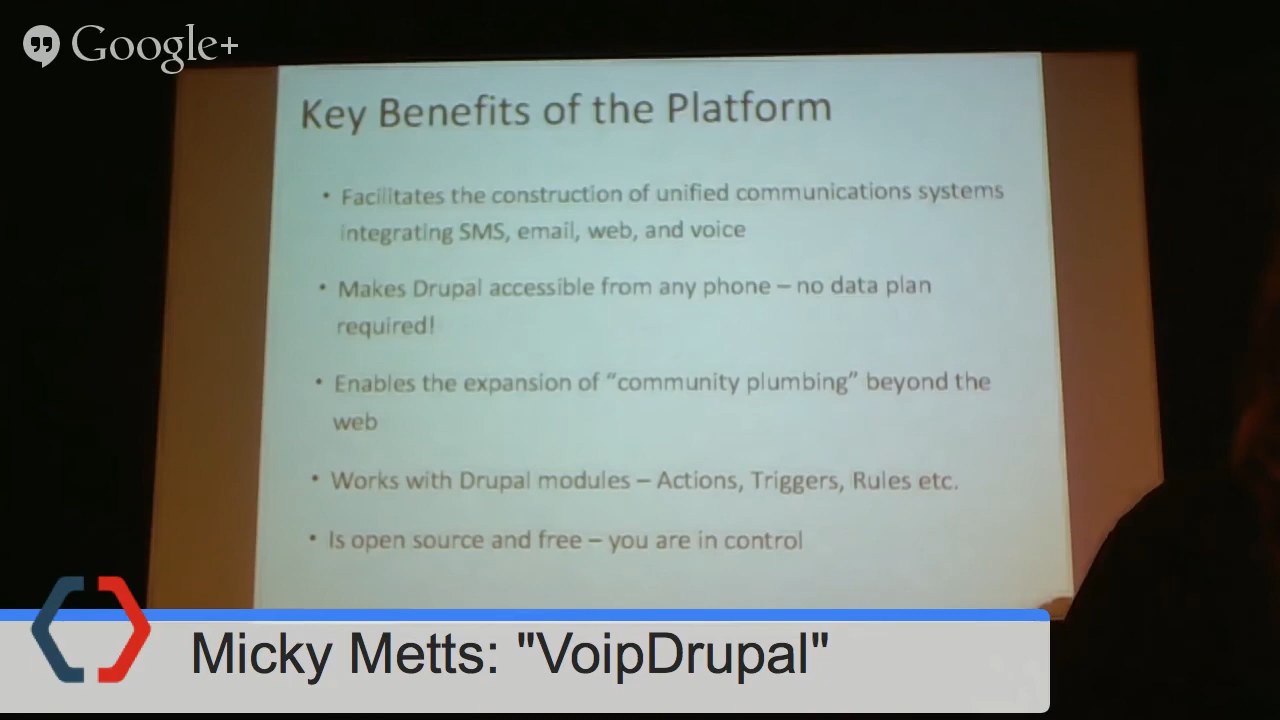 Google+
Key Benefits of the Platform
• Facilitates the construction of unified communications systems
integrating SMS, email, web, and voice
• Makes Drupal accessible from any phone – no data plan
required!
• Enables the expansion of “community plumbing” beyond the
web
• Works with Drupal modules – Actions, Triggers, Rules etc.
• Is open source and free – you are in control
Micky Metts: "VoipDrupal"